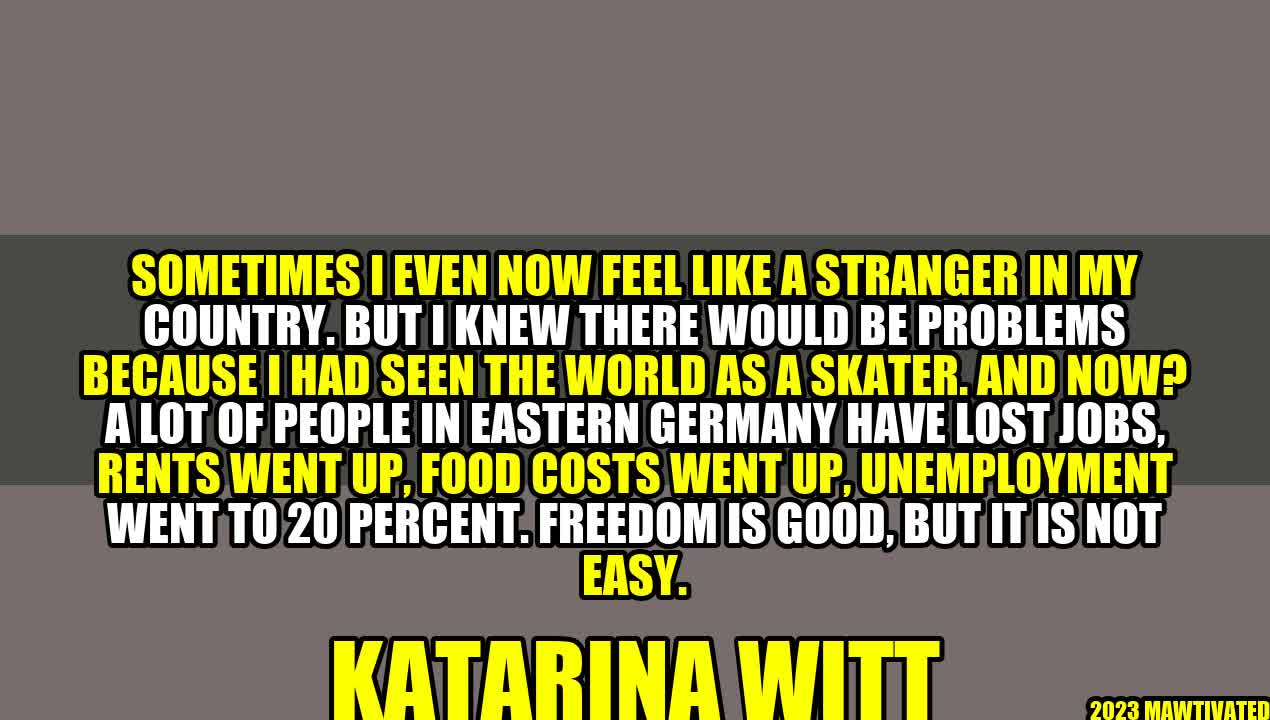 SOMETIMES I EVEN NOW FEEL LIKE A STRANGER IN MY
COUNTRY. BUT I KNEW THERE WOULD BE PROBLEMS
BECAUSE I HAD SEEN THE WORLD AS A SKATER. AND NOW?
A LOT OF PEOPLE IN EASTERN GERMANY HAVE LOST JOBS,
RENTS WENT UP, FOOD COSTS WENT UP, UNEMPLOYMENT
WENT TO 20 PERCENT. FREEDOM IS GOOD, BUT IT IS NOT
EASY.
KATARINA WITT
2023 MAWTIVATED